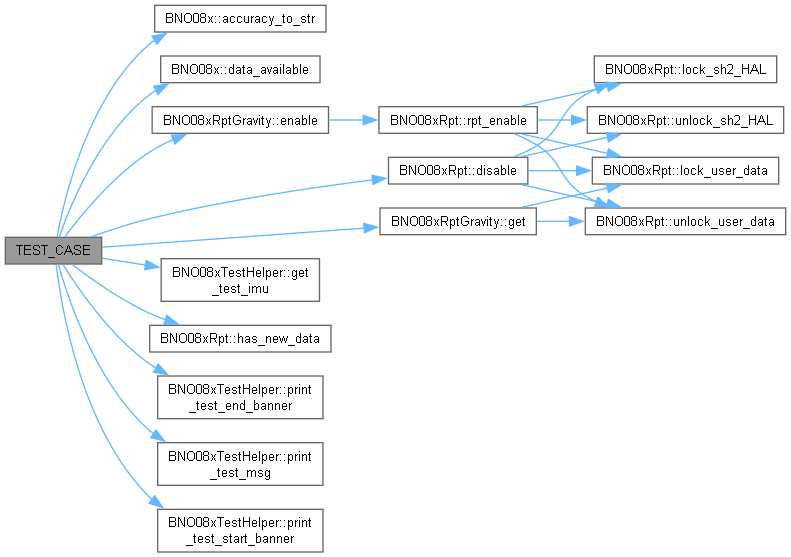 BNO08x::accuracy_to_str
BNO08x::data_available
BNO08xRpt::lock_sh2_HAL
BNO08xRptGravity::enable
BNO08xRpt::rpt_enable
BNO08xRpt::unlock_sh2_HAL
BNO08xRpt::disable
BNO08xRpt::lock_user_data
BNO08xRptGravity::get
BNO08xRpt::unlock_user_data
TEST_CASE
BNO08xTestHelper::get
_test_imu
BNO08xRpt::has_new_data
BNO08xTestHelper::print
_test_end_banner
BNO08xTestHelper::print
_test_msg
BNO08xTestHelper::print
_test_start_banner